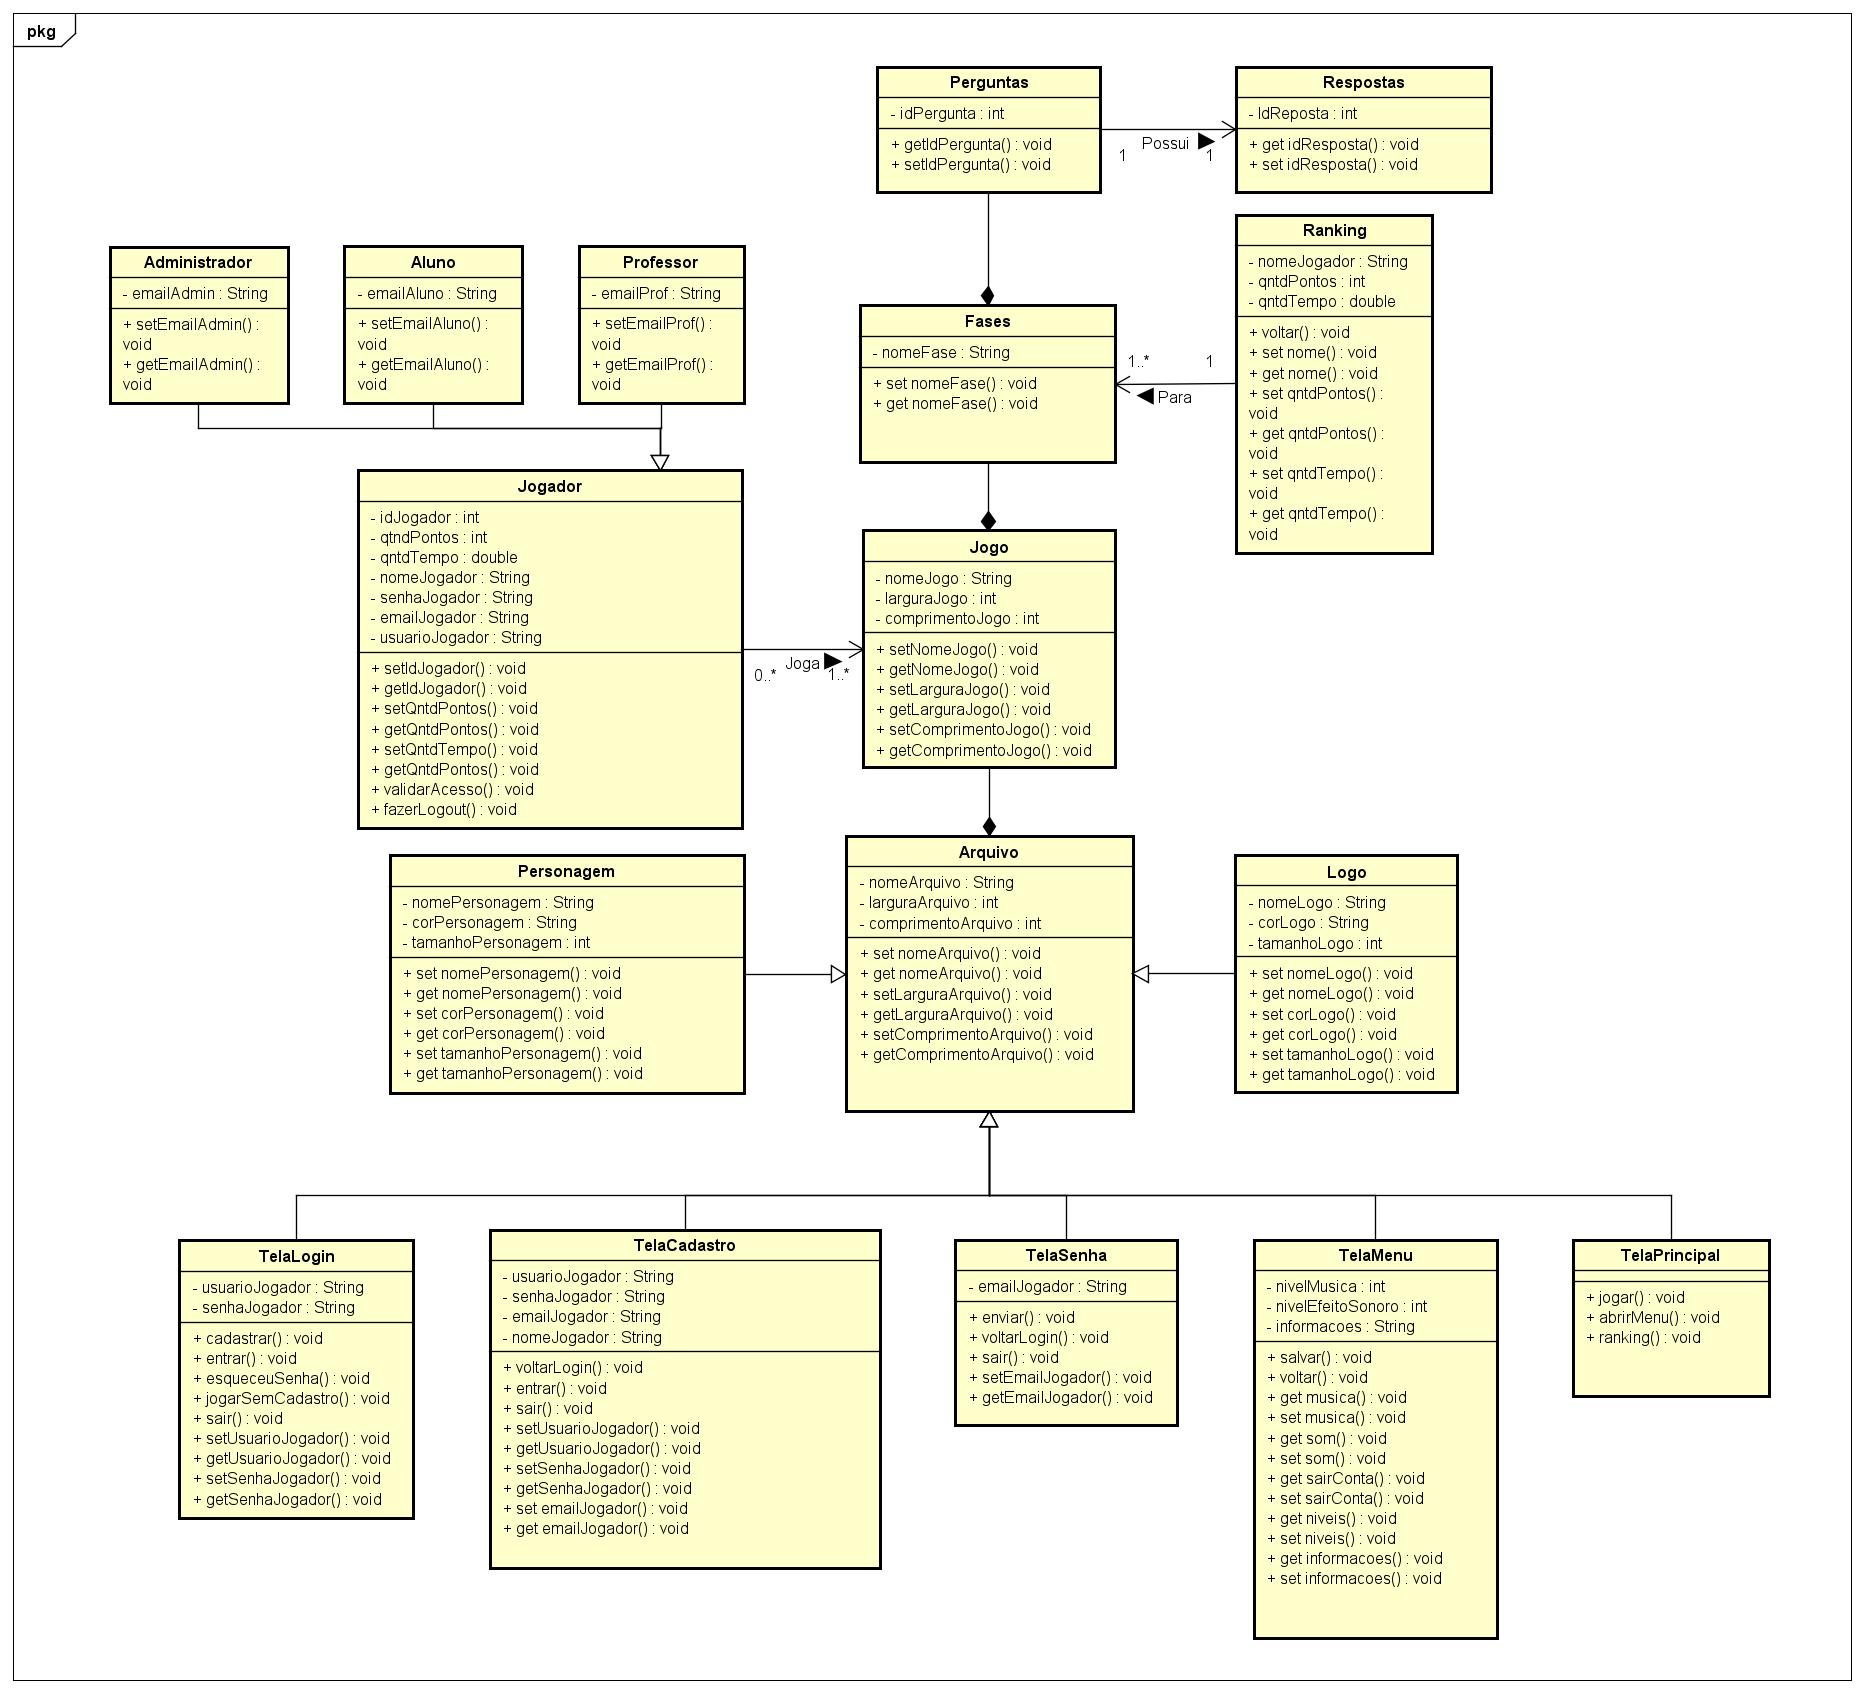 pkg
Perguntas
- idPergunta : int
+ getIdPergunta() : void
+ setIdPergunta() : void
Possui
1
1
Respostas
- IdReposta : int
+ get idResposta() : void
+ set idResposta() : void
Administrador
- emailAdmin : String
+ setEmailAdmin() :
void
+ getEmailAdmin() :
void
Aluno
- emailAluno : String
+ setEmailAluno() :
void
+ getEmailAluno() :
void
Professor
- emailProf : String
+ setEmailProf() :
void
+ getEmailProf() :
void
Fases
- nomeFase : String
+ set nomeFase() : void
+ get nomeFase() : void
1..*
1
Para
Ranking
- nomeJogador : String
- qntdPontos : int
- qntdTempo : double
+ voltar() : void
+ set nome() : void
+ get nome() : void
+ set qntdPontos() :
void
+ get qntdPontos() :
void
+ set qntdTempo() :
void
+ get qntdTempo() :
void
Jogador
- idJogador : int
- qtndPontos : int
- qntdTempo : double
- nomeJogador : String
- senhaJogador : String
- emailJogador : String
- usuarioJogador : String
+ setIdJogador() : void
+ getIdJogador() : void
+ setQntdPontos() : void
+ getQntdPontos() : void
+ setQntdTempo() : void
+ getQntdPontos() : void
+ validarAcesso() : void
+ fazerLogout() : void
Joga
0..*
1..*
Jogo
- nomeJogo : String
- larguraJogo : int
- comprimentoJogo : int
+ setNomeJogo() : void
+ getNomeJogo() : void
+ setLarguraJogo() : void
+ getLarguraJogo() : void
+ setComprimentoJogo() : void
+ getComprimentoJogo() : void
Personagem
- nomePersonagem : String
- corPersonagem : String
- tamanhoPersonagem : int
+ set nomePersonagem() : void
+ get nomePersonagem() : void
+ set corPersonagem() : void
+ get corPersonagem() : void
+ set tamanhoPersonagem() : void
+ get tamanhoPersonagem() : void
Arquivo
- nomeArquivo : String
- larguraArquivo : int
- comprimentoArquivo : int
+ set nomeArquivo() : void
+ get nomeArquivo() : void
+ setLarguraArquivo() : void
+ getLarguraArquivo() : void
+ setComprimentoArquivo() : void
+ getComprimentoArquivo() : void
Logo
- nomeLogo : String
- corLogo : String
- tamanhoLogo : int
+ set nomeLogo() : void
+ get nomeLogo() : void
+ set corLogo() : void
+ get corLogo() : void
+ set tamanhoLogo() : void
+ get tamanhoLogo() : void
TelaLogin
- usuarioJogador : String
- senhaJogador : String
+ cadastrar() : void
+ entrar() : void
+ esqueceuSenha() : void
+ jogarSemCadastro() : void
+ sair() : void
+ setUsuarioJogador() : void
+ getUsuarioJogador() : void
+ setSenhaJogador() : void
+ getSenhaJogador() : void
TelaCadastro
- usuarioJogador : String
- senhaJogador : String
- emailJogador : String
- nomeJogador : String
+ voltarLogin() : void
+ entrar() : void
+ sair() : void
+ setUsuarioJogador() : void
+ getUsuarioJogador() : void
+ setSenhaJogador() : void
+ getSenhaJogador() : void
+ set emailJogador() : void
+ get emailJogador() : void
TelaSenha
- emailJogador : String
+ enviar() : void
+ voltarLogin() : void
+ sair() : void
+ setEmailJogador() : void
+ getEmailJogador() : void
TelaMenu
- nivelMusica : int
- nivelEfeitoSonoro : int
- informacoes : String
+ salvar() : void
+ voltar() : void
+ get musica() : void
+ set musica() : void
+ get som() : void
+ set som() : void
+ get sairConta() : void
+ set sairConta() : void
+ get niveis() : void
+ set niveis() : void
+ get informacoes() : void
+ set informacoes() : void
TelaPrincipal
+ jogar() : void
+ abrirMenu() : void
+ ranking() : void